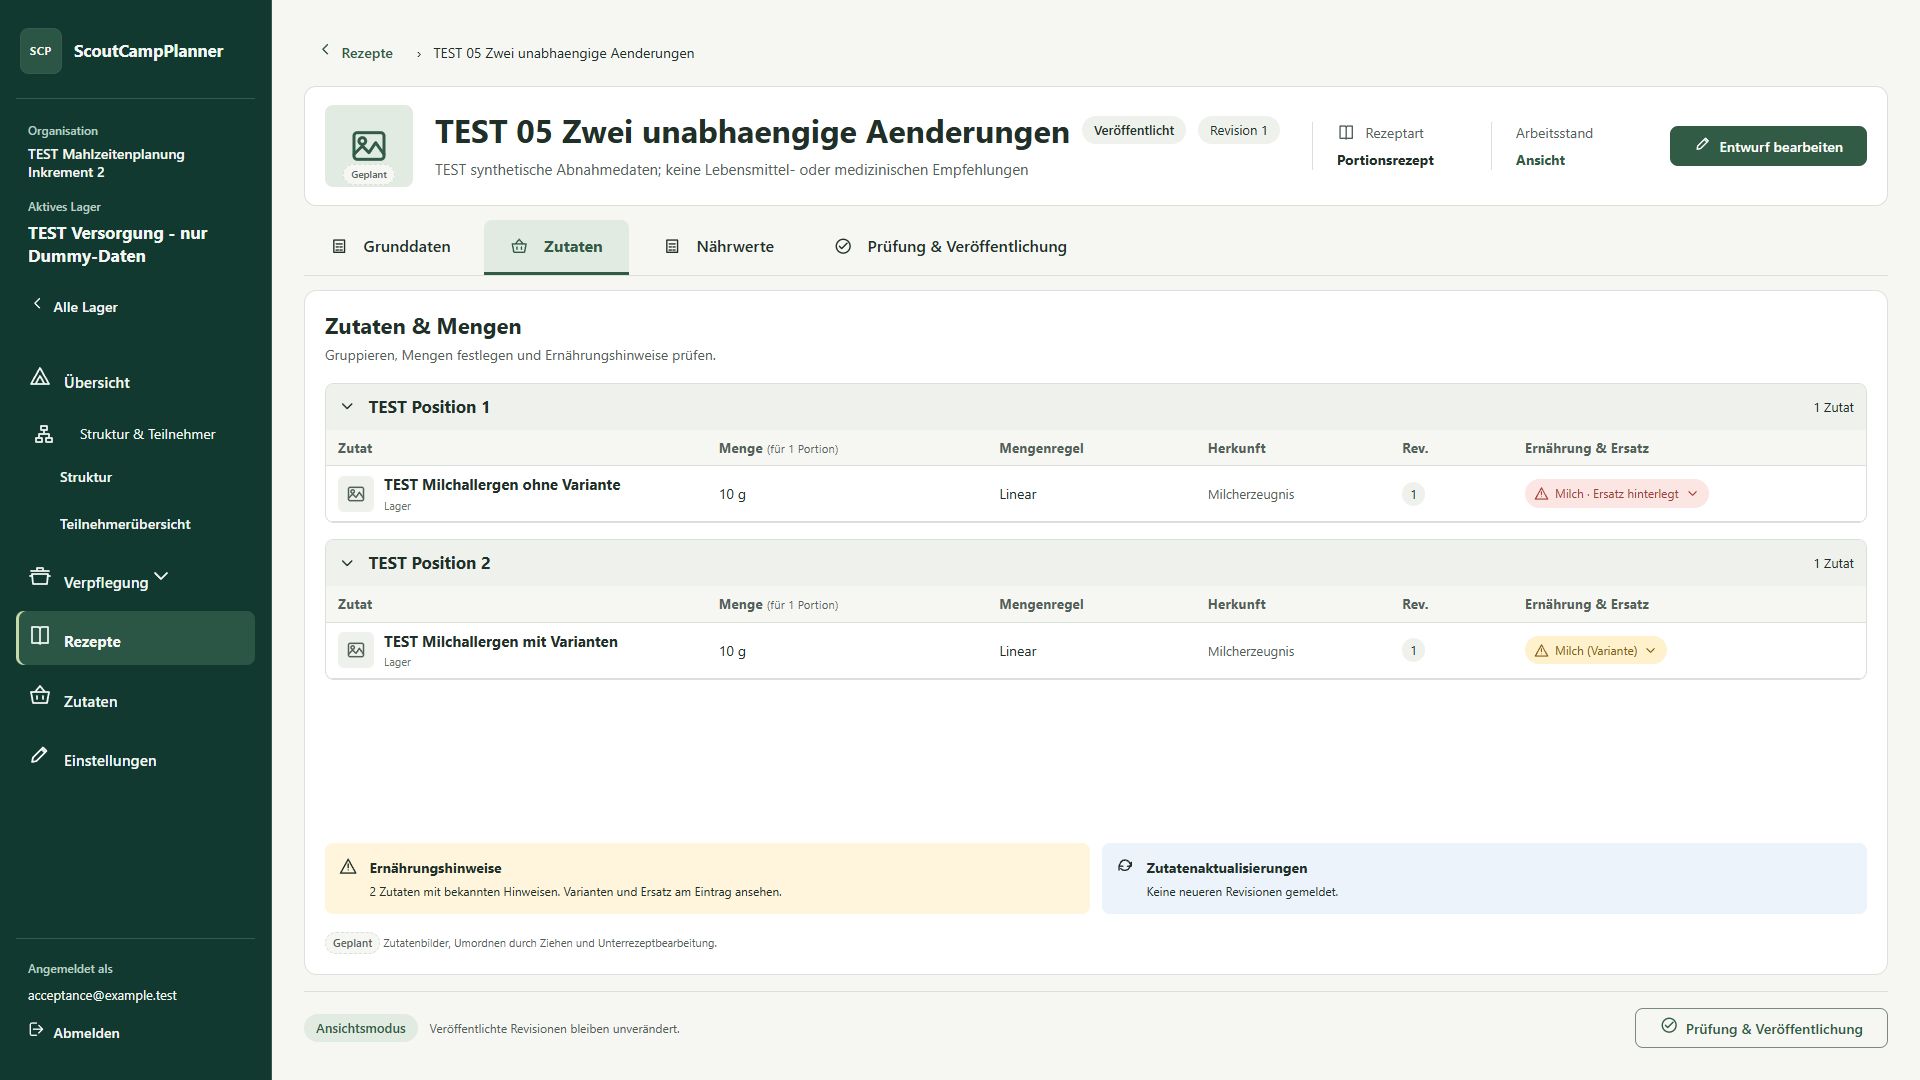 SCP
ScoutCampPlanner
Organisation
TEST Mahlzeitenplanung
Inkrement 2
Aktives Lager
TEST Versorgung - nur
Dummy-Daten
Alle Lager
Übersicht
Struktur & Teilnehmer
Struktur
Teilnehmerübersicht
Verpflegung
Rezepte
Zutaten
Einstellungen
Angemeldet als
acceptance@example.test
Abmelden
Rezepte › TEST 05 Zwei unabhaengige Aenderungen
Geplant
TEST 05 Zwei unabhaengige Aenderungen Veröffentlicht Revision 1
TEST synthetische Abnahmedaten; keine Lebensmittel- oder medizinischen Empfehlungen
Rezeptart
Portionsrezept
Arbeitsstand
Ansicht
Entwurf bearbeiten
Grunddaten Zutaten Nährwerte Prüfung & Veröffentlichung
Zutaten & Mengen
Gruppieren, Mengen festlegen und Ernährungshinweise prüfen.
TEST Position 1 1 Zutat
Zutat Menge (für 1 Portion) Mengenregel Herkunft Rev. Ernährung & Ersatz
TEST Milchallergen ohne Variante
Lager
10 g Linear Milcherzeugnis 1 Milch · Ersatz hinterlegt
TEST Position 2 1 Zutat
Zutat Menge (für 1 Portion) Mengenregel Herkunft Rev. Ernährung & Ersatz
TEST Milchallergen mit Varianten
Lager
10 g Linear Milcherzeugnis 1 Milch (Variante)
Ernährungshinweise
2 Zutaten mit bekannten Hinweisen. Varianten und Ersatz am Eintrag ansehen.
Zutatenaktualisierungen
Keine neueren Revisionen gemeldet.
Geplant Zutatenbilder, Umordnen durch Ziehen und Unterrezeptbearbeitung.
Ansichtsmodus Veröffentlichte Revisionen bleiben unverändert.
Prüfung & Veröffentlichung